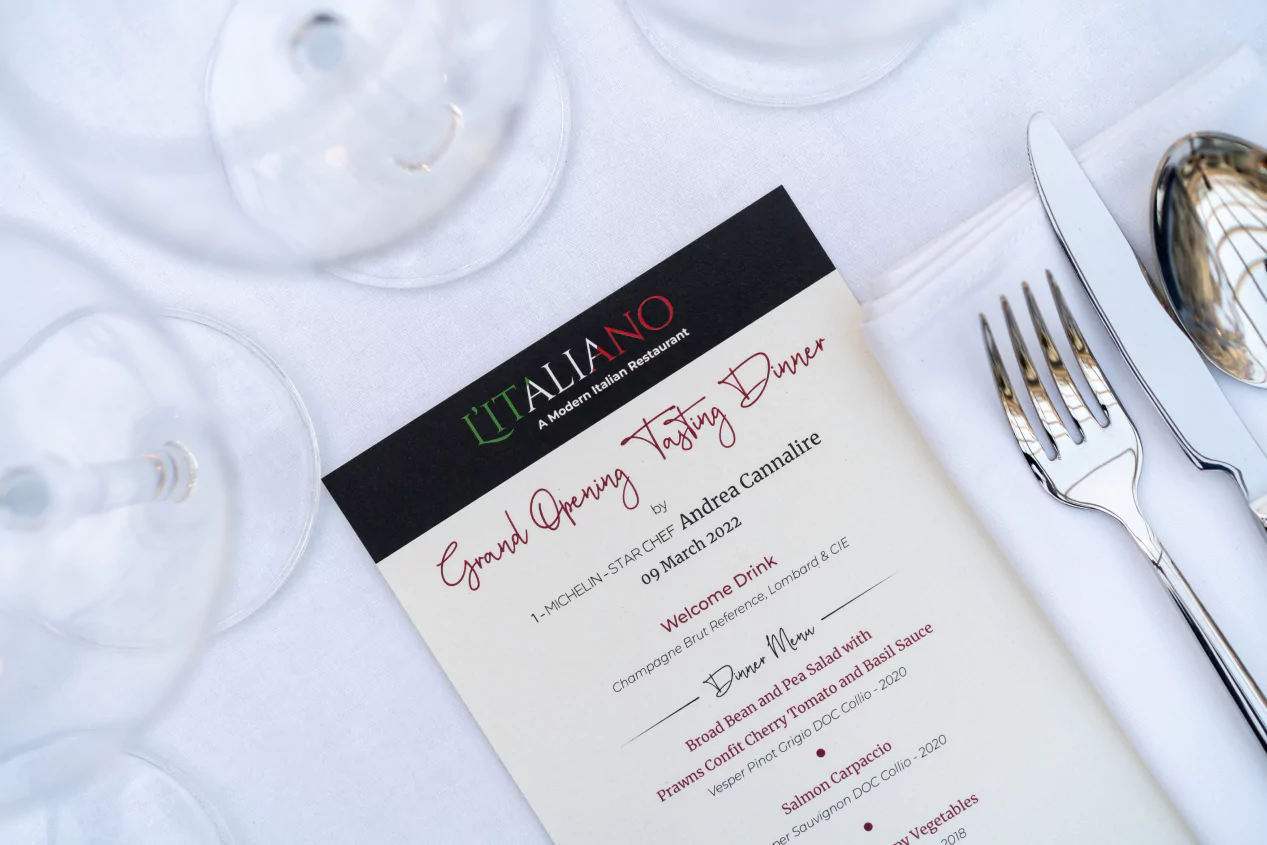 L'ITALIANO
A Modern Italian Restaurant
Grand Opening Tasting Dinner
by
1 - MICHELIN - STAR CHEF Andrea Cannalire
09 March 2022
Welcome Drink
Champagne Brut Reference, Lombard & CIE
Dinner Menu
Broad Bean and Pea Salad with
Prawns Confit Cherry Tomato and Basil Sauce
Vesper Pinot Grigio DOC Collio - 2020
Salmon Carpaccio
Sauvignon DOC Collio - 2020
Vegetables
2018